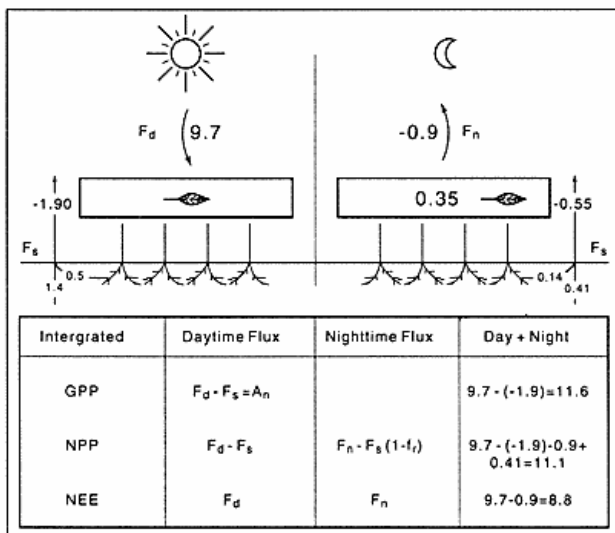 F_d 9.7
-0.9 F_n
0.35
-1.90
-0.55
F_s
F_s
0.5
1.4
0.14
0.41
Intergrated Daytime Flux Nighttime Flux Day + Night
GPP F_d - F_s = A_n 9.7 - (-1.9)=11.6
NPP F_d - F_s F_n - F_s (1-f_r) 9.7 - (-1.9)-0.9+
0.41=11.1
NEE F_d F_n 9.7-0.9=8.8